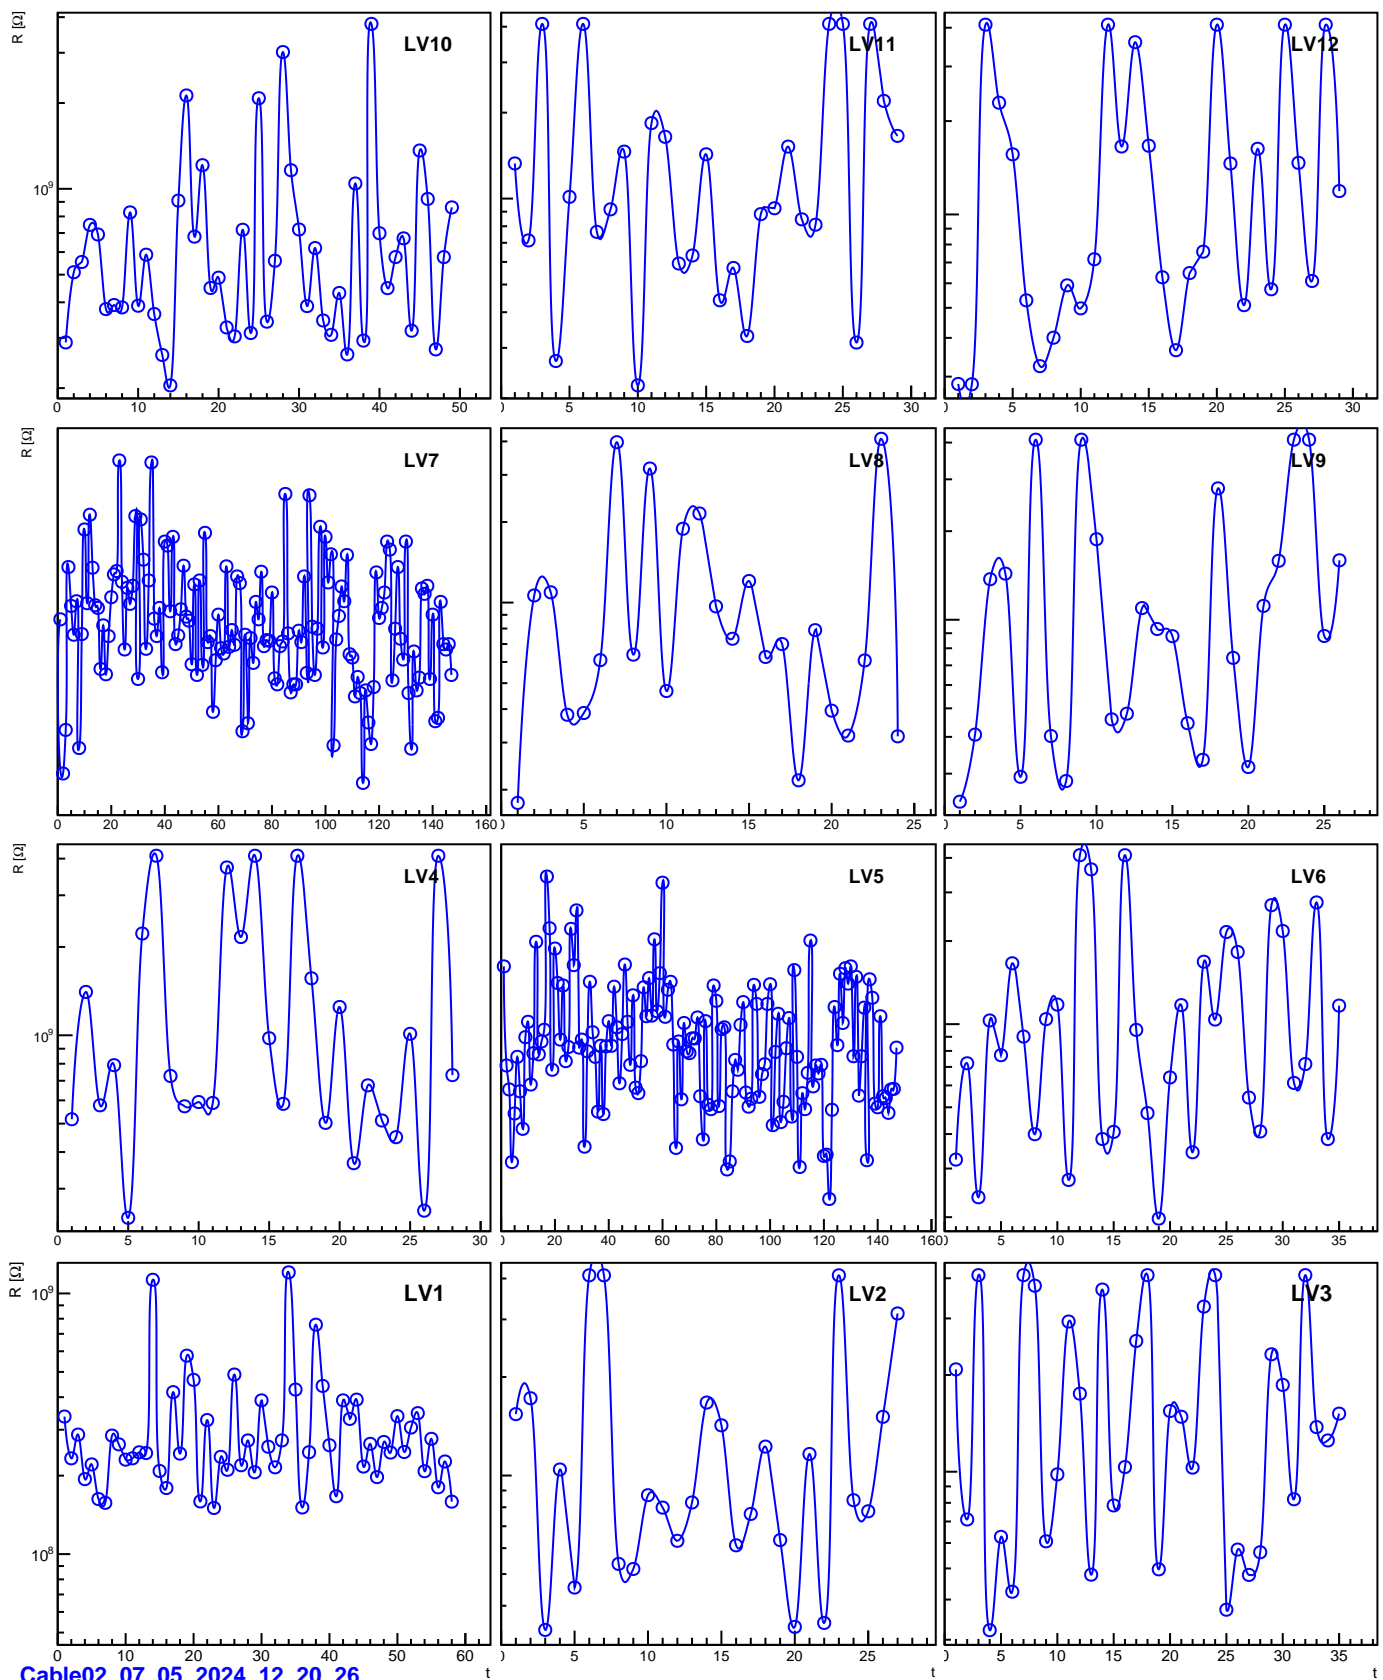 R [Ω]
LV10
LV11
LV12
10⁹
0 10 20 30 40 50
5 10 15 20 25 30
5 10 15 20 25 30
R [Ω]
LV7
LV8
LV9
0 20 40 60 80 100 120 140 160
5 10 15 20 25
5 10 15 20 25
R [Ω]
LV4
LV5
LV6
10⁹
0 5 10 15 20 25 30
20 40 60 80 100 120 140 160
5 10 15 20 25 30 35
R [Ω]
LV1
LV2
LV3
10⁹
10⁸
0 10 20 30 40 50 60
5 10 15 20 25
5 10 15 20 25 30 35
Cable02_07_05_2024_12_20_26
t
t
t